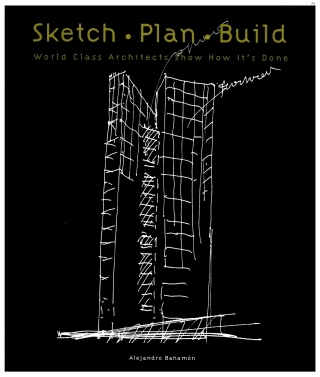 Sketch • Plan • Build
World Class Architects Show How It's Done
Alejandro Bahamón